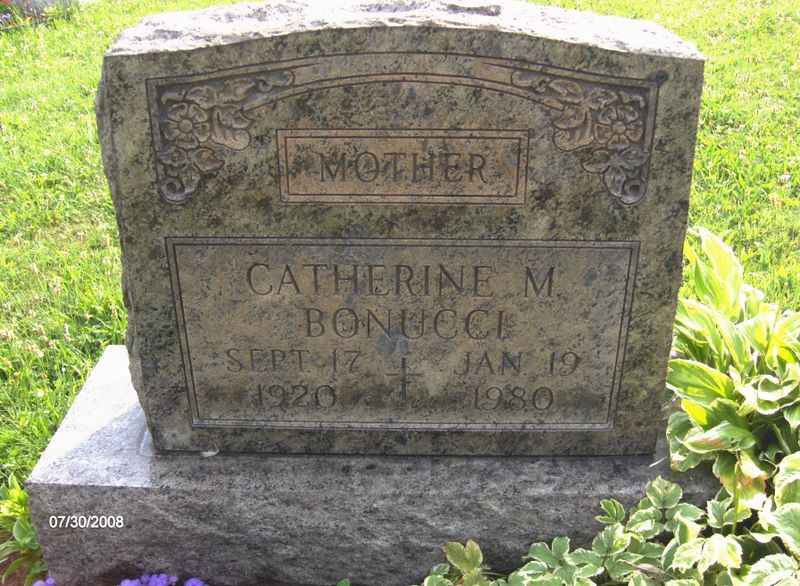 MOTHER
CATHERINE M.
BONUCCI
SEPT 17 JAN 19
1920 1980
07/30/2008